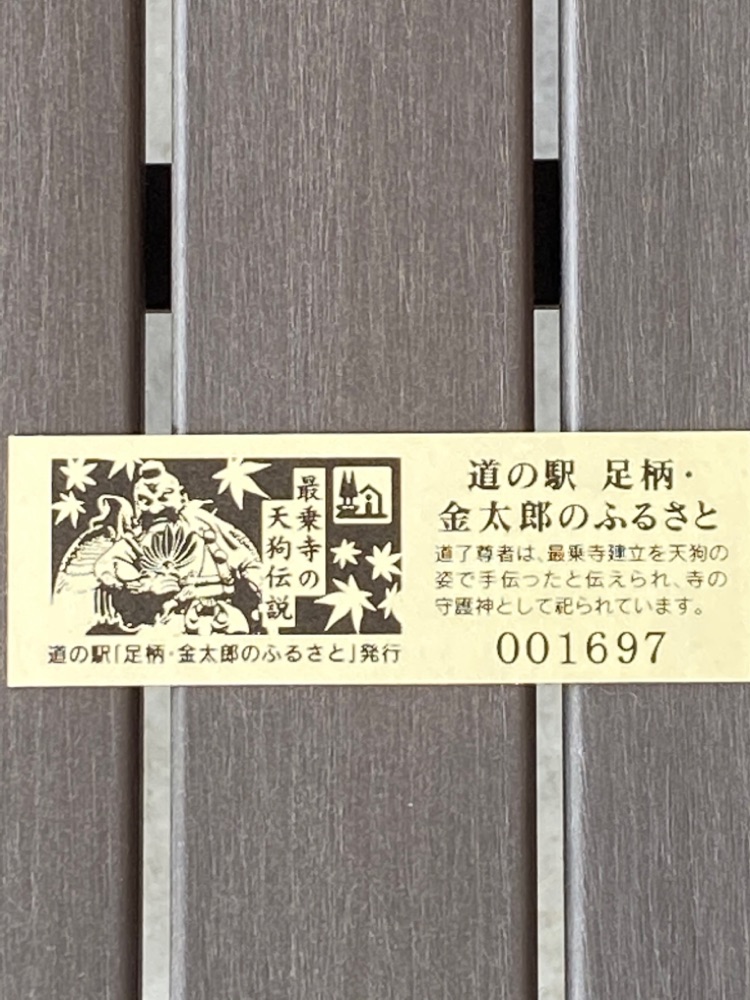 最乗寺の
天狗伝説
道の駅「足柄・金太郎のふるさと」発行
道の駅 足柄・
金太郎のふるさと
道了尊者は、最乗寺建立を天狗の
姿で手伝ったと伝えられ、寺の
守護神として祀られています。
001697